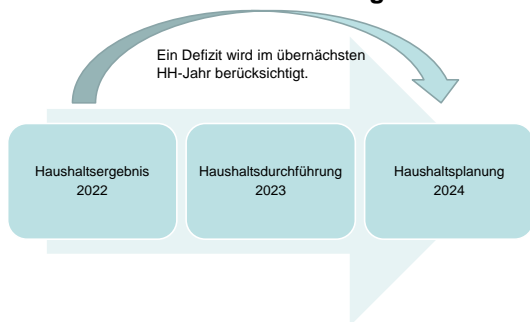 Ein Defizit wird im übernächsten
HH-Jahr berücksichtigt.
Haushaltsergebnis
2022
Haushaltsdurchführung
2023
Haushaltsplanung
2024